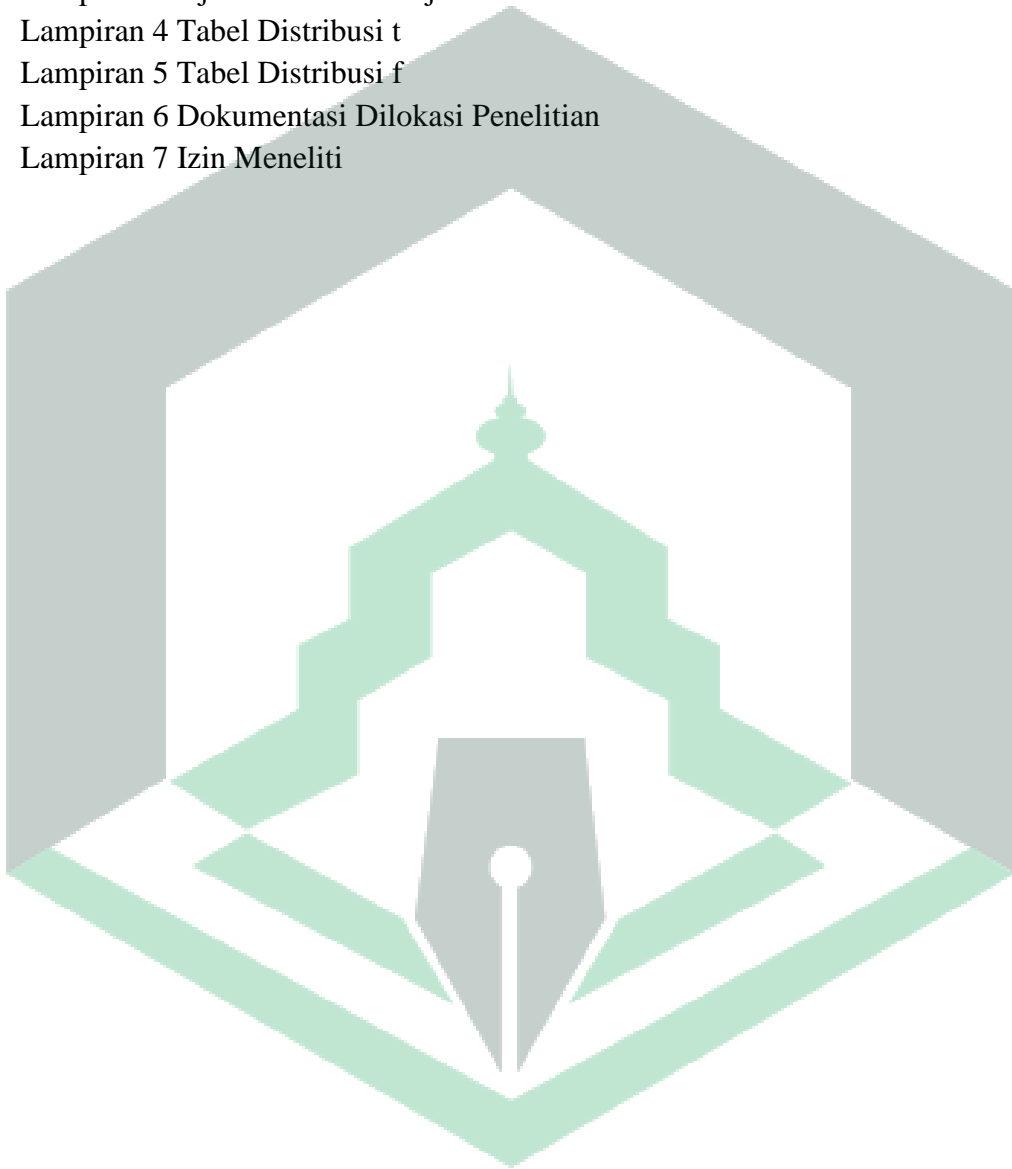 Lampiran 4 Tabel Distribusi t
Lampiran 5 Tabel Distribusi f
Lampiran 6 Dokumentasi Dilokasi Penelitian
Lampiran 7 Izin Meneliti